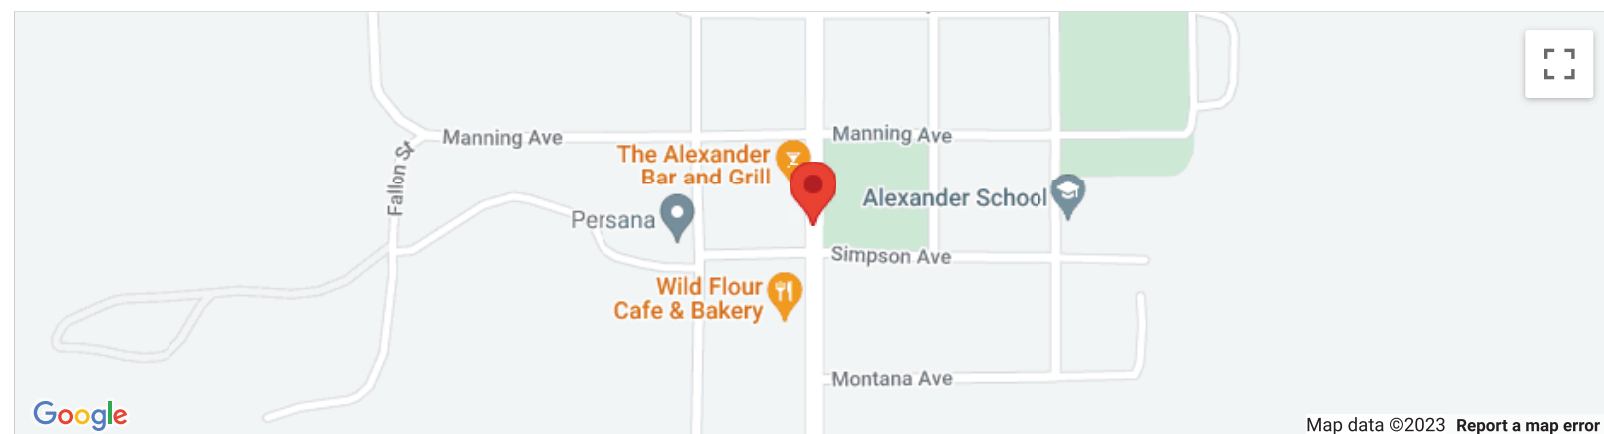 Manning Ave
Manning Ave
Fallon St
The Alexander
Bar and Grill
Alexander School
Persana
Simpson Ave
Wild Flour
Cafe & Bakery
Montana Ave
Google
Map data ©2023 Report a map error